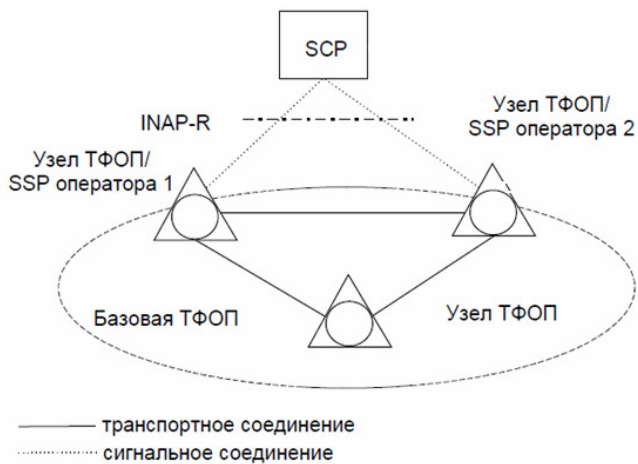 SCP
INAP-R
Узел ТФОП/
SSP оператора 1
Узел ТФОП/
SSP оператора 2
Базовая ТФОП
Узел ТФОП
транспортное соединение
сигнальное соединение